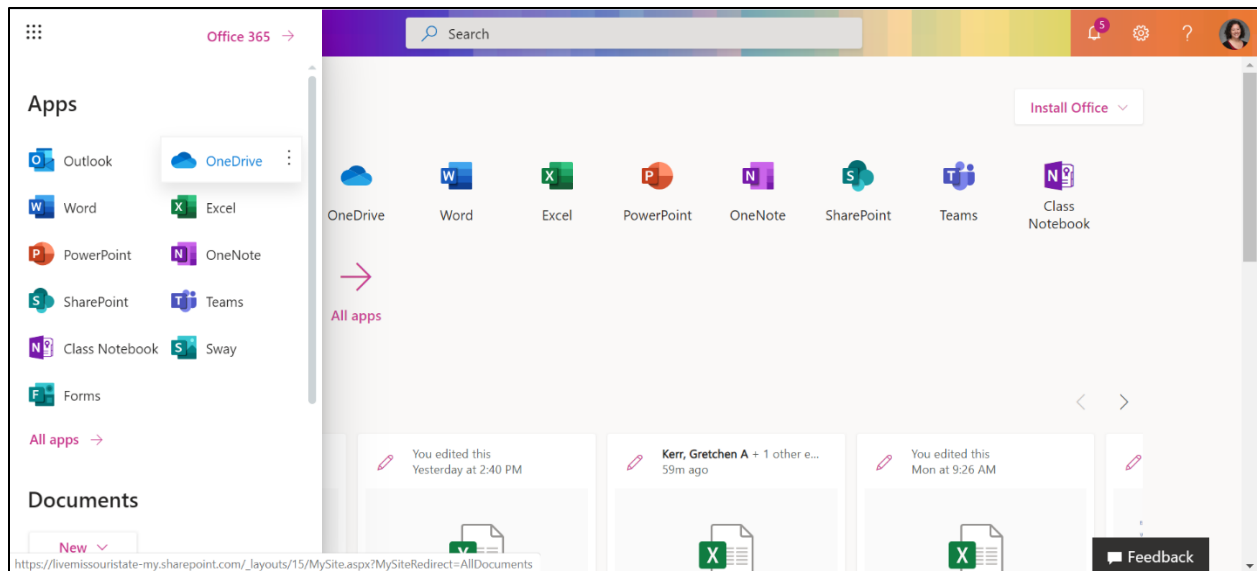 Office 365 →
Search
5
?
Apps
Install Office
Outlook
OneDrive
Word
Excel
PowerPoint
OneNote
SharePoint
Teams
Class Notebook
Sway
Forms
All apps →
OneDrive
Word
Excel
PowerPoint
OneNote
SharePoint
Teams
Class
Notebook
All apps
You edited this
Yesterday at 2:40 PM
Kerr, Gretchen A + 1 other e...
59m ago
You edited this
Mon at 9:26 AM
Documents
New
Feedback
https://livemissouristate-my.sharepoint.com/_layouts/15/MySite.aspx?MySiteRedirect=AllDocuments